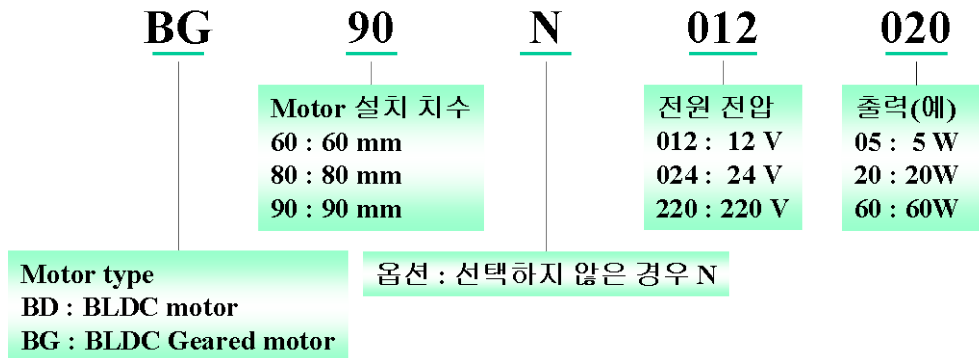 BG 90 N 012 020
Motor 설치 치수
60 : 60 mm
80 : 80 mm
90 : 90 mm
전원 전압
012 : 12 V
024 : 24 V
220 : 220 V
출력(예)
05 : 5 W
20 : 20W
60 : 60W
Motor type
BD : BLDC motor
BG : BLDC Geared motor
옵션 : 선택하지 않은 경우 N